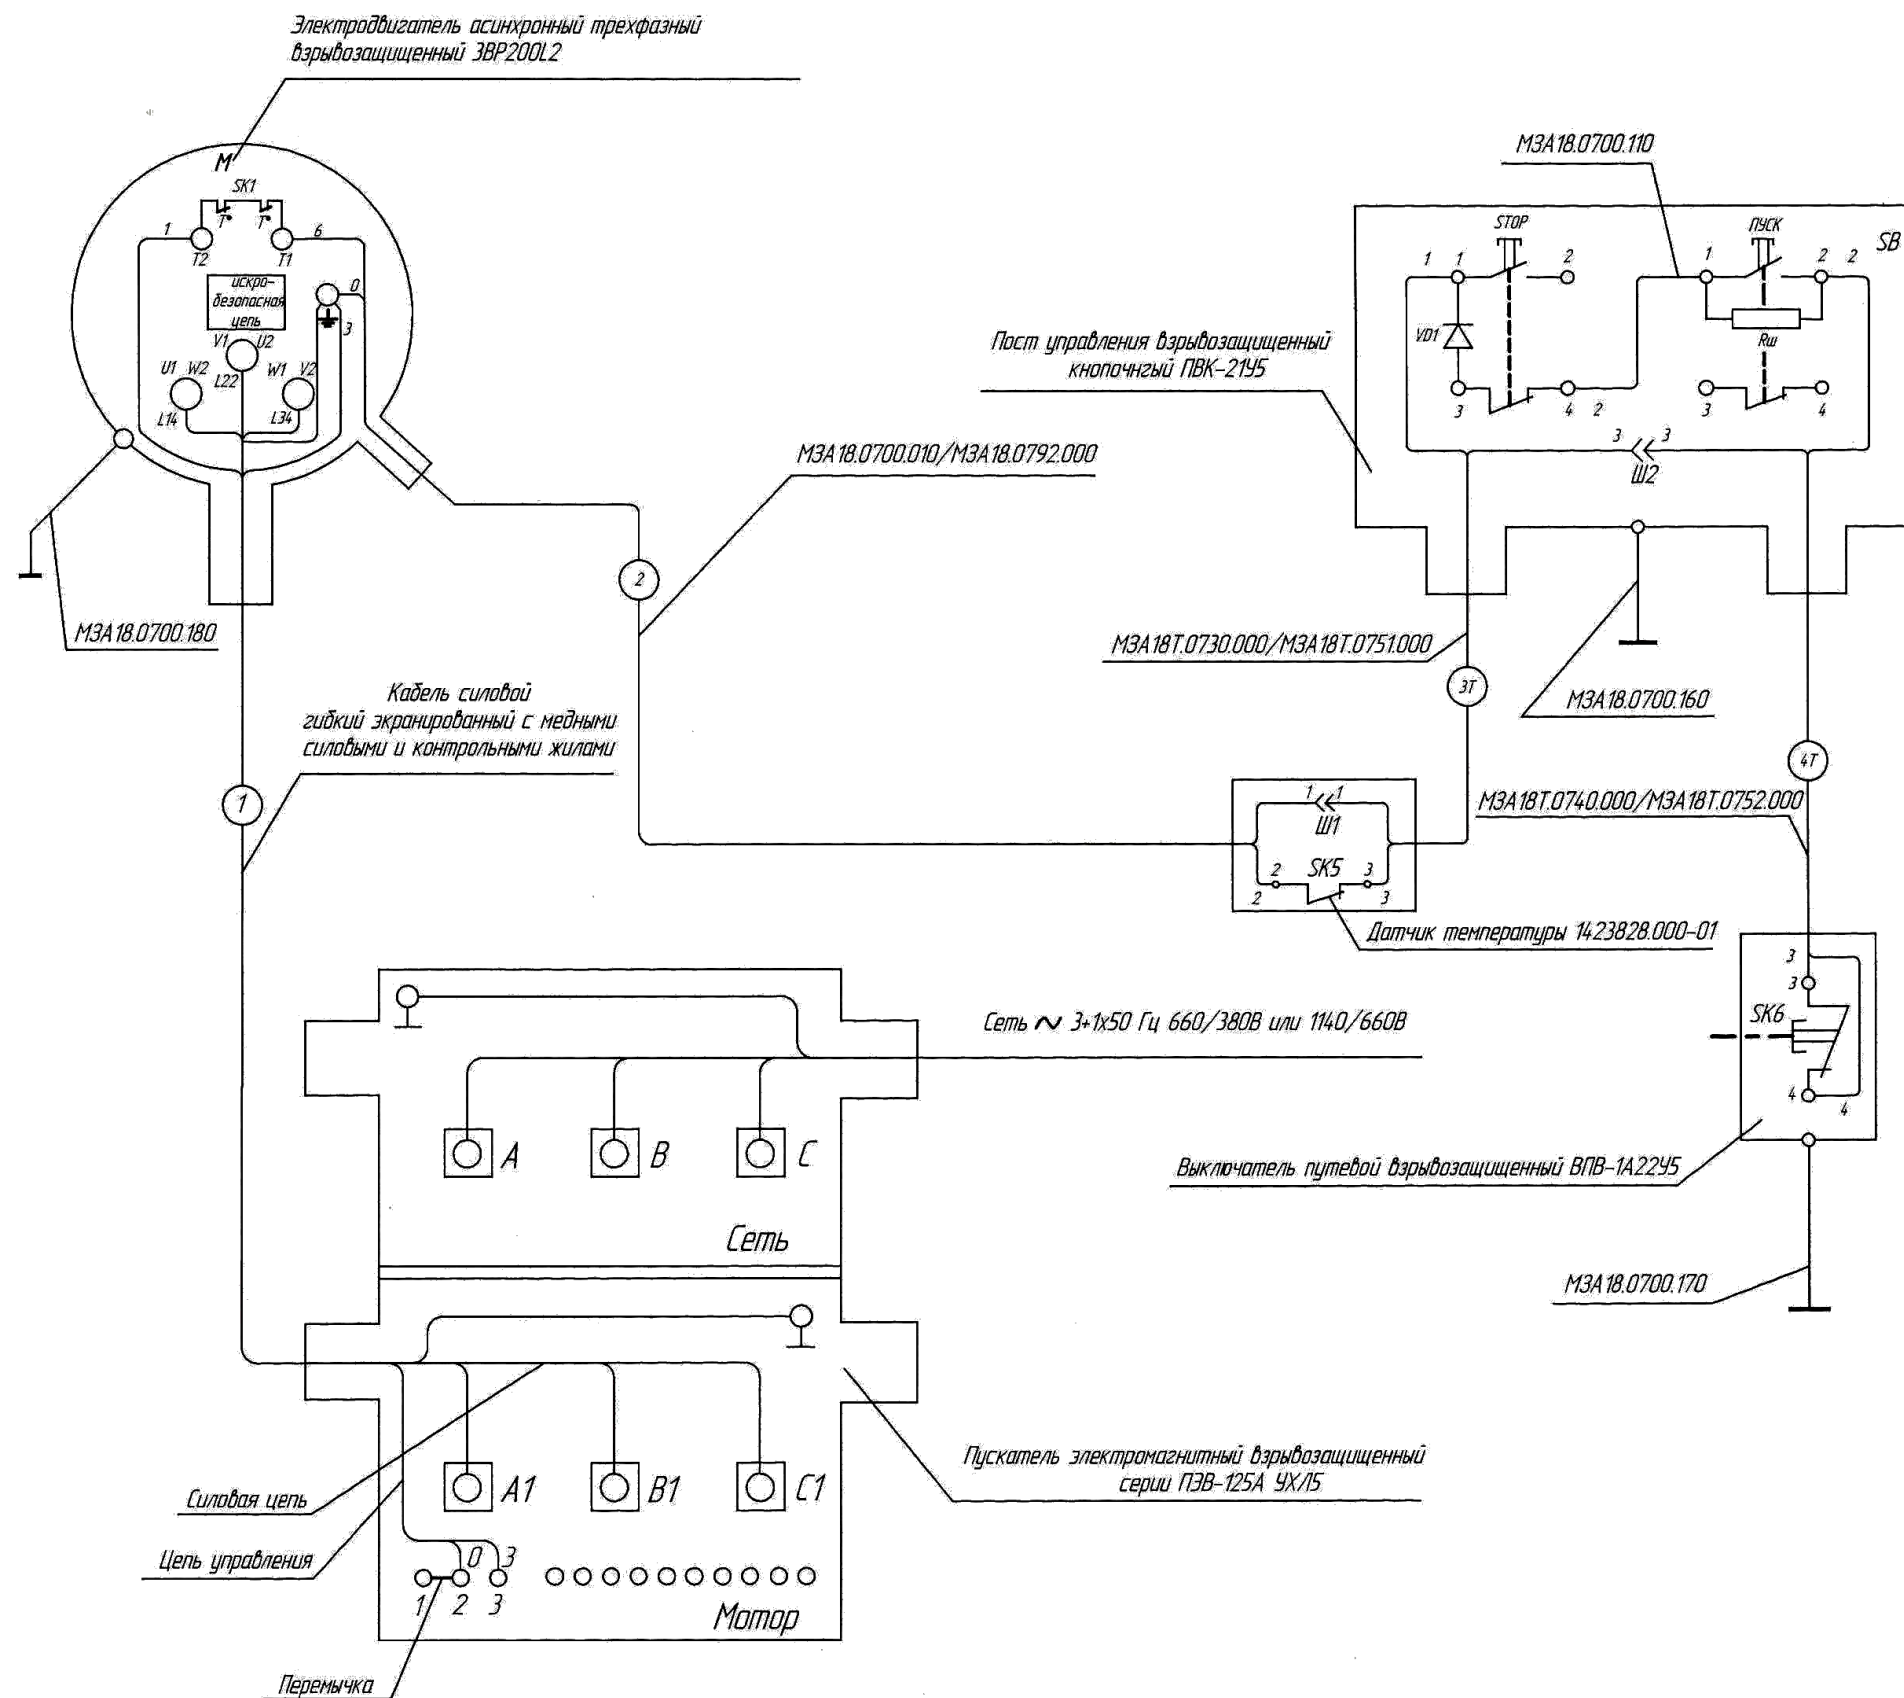 Электродвигатель асинхронный трехфазный
взрывозащищенный 3ВР200L2
М
SK1
T° T°
1
6
T2
T1
искро-
безопасная
цепь
0
3
V1 U2
U1 W2
L22
W1 V2
L14
L34
МЗА18.0700.180
МЗА18.0700.010/МЗА18.0792.000
2
Кабель силовой
гибкий экранированный с медными
силовыми и контрольными жилами
1
МЗА18.0700.110
STOP
ПУСК
SB
1 1 2
1 2 2
VD1
Rш
3 4 2
3 4
3 3
Ш2
Пост управления взрывозащищенный
кнопочнгый ПВК-21У5
МЗА18Т.0730.000/МЗА18Т.0751.000
3Т
МЗА18.0700.160
4Т
МЗА18Т.0740.000/МЗА18Т.0752.000
1 1
Ш1
SK5
2 3
2 3
Датчик температуры 1423828.000-01
3
3
SK6
4
4
Выключатель путевой взрывозащищенный ВПВ-1А22У5
МЗА18.0700.170
Сеть ~ 3+1х50 Гц 660/380В или 1140/660В
А В С
Сеть
Пускатель электромагнитный взрывозащищенный
серии ПЭВ-125А УХЛ5
А1 В1 С1
Силовая цепь
Цепь управления
0 3
1 2 3
Мотор
Перемычка